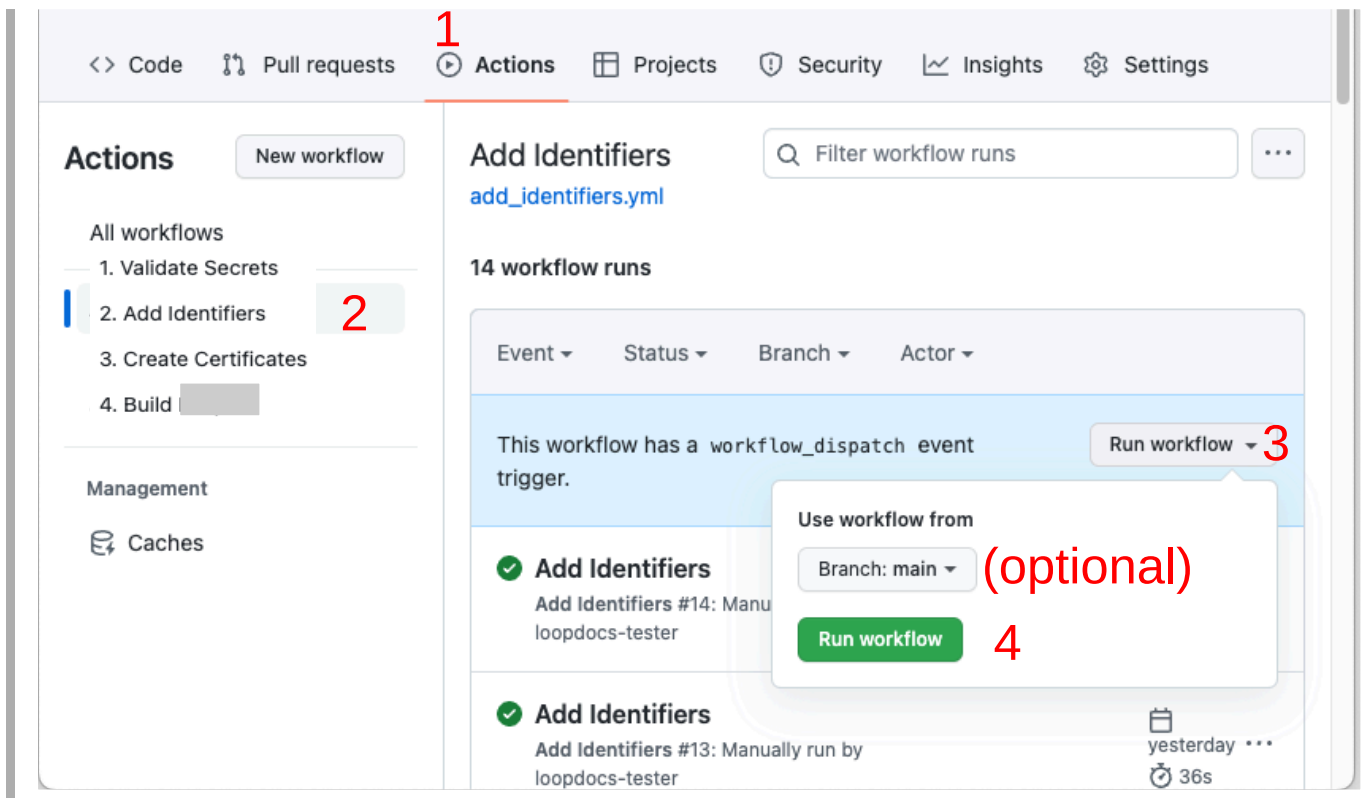 1
Code Pull requests Actions Projects Security Insights Settings
Actions New workflow
All workflows
1. Validate Secrets
2. Add Identifiers 2
3. Create Certificates
4. Build
Management
Caches
Add Identifiers Filter workflow runs ...
add_identifiers.yml
14 workflow runs
Event Status Branch Actor
This workflow has a workflow_dispatch event
trigger.
Run workflow 3
Use workflow from
Branch: main (optional)
Run workflow 4
Add Identifiers
Add Identifiers #14: Manu
loopdocs-tester
Add Identifiers
Add Identifiers #13: Manually run by
loopdocs-tester
yesterday ...
36s